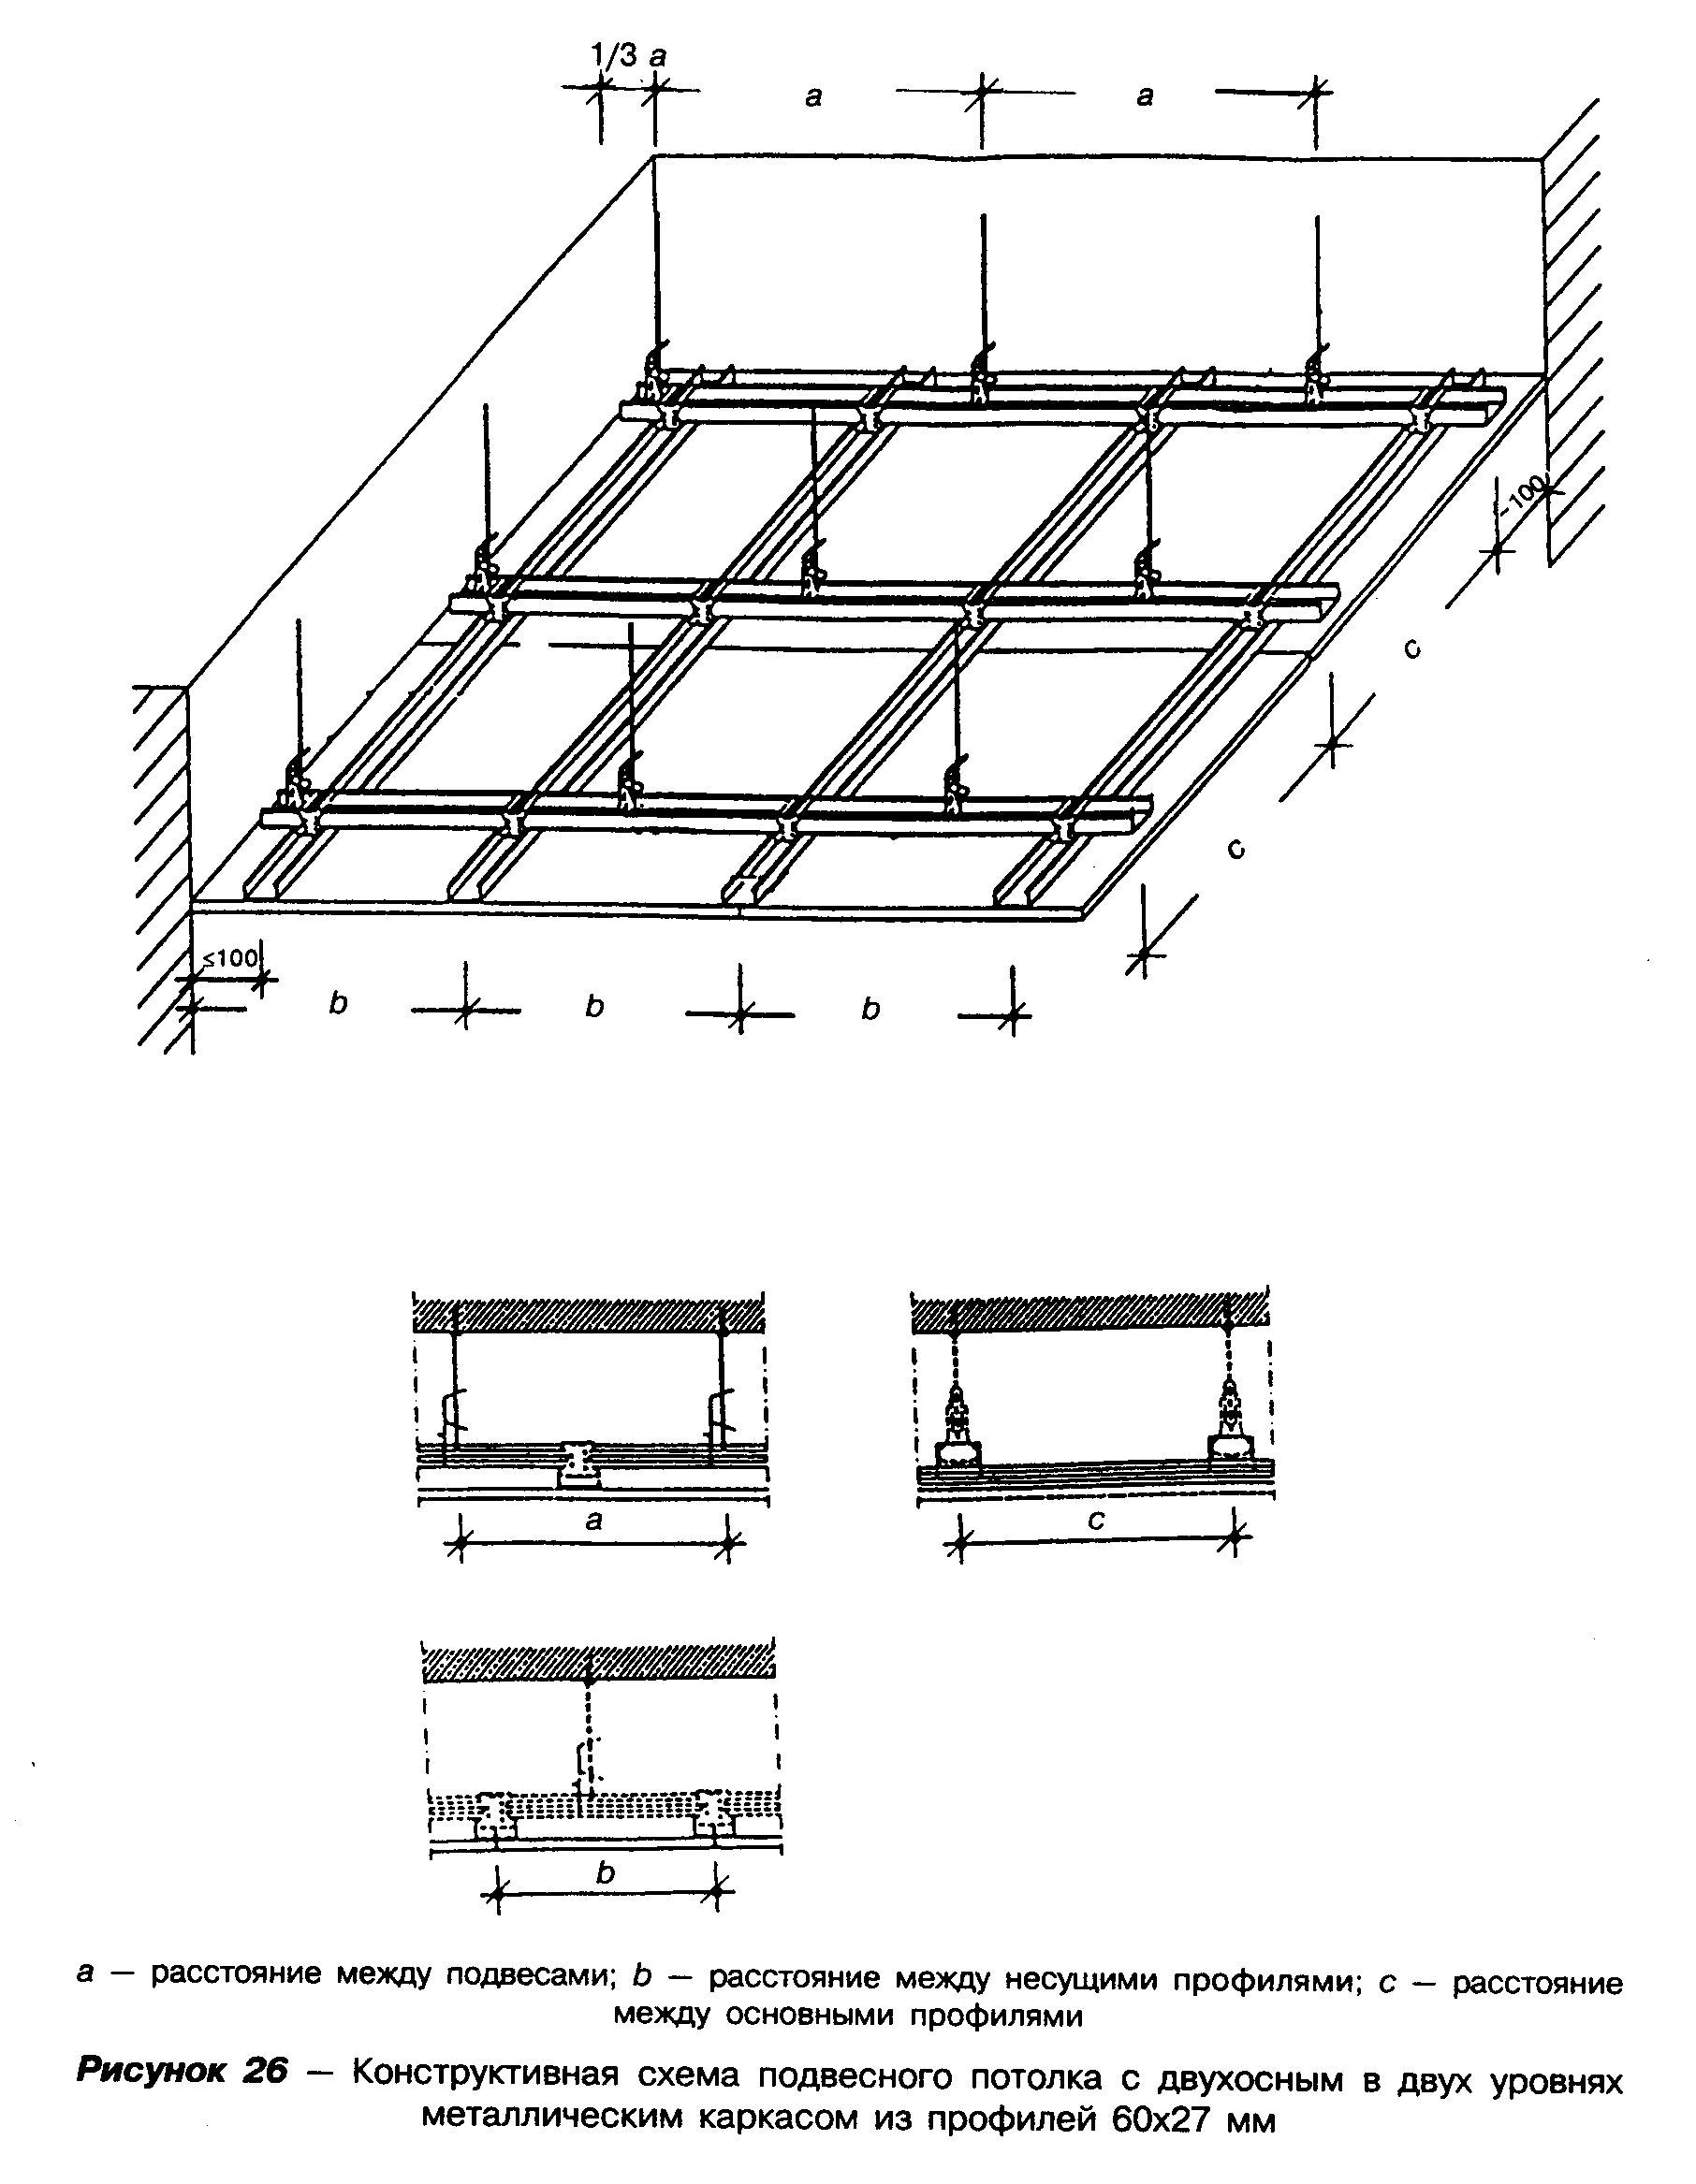 1/3 a
a
a
~100
c
c
≤100
b
b
b
a
c
b
a — расстояние между подвесами; b — расстояние между несущими профилями; c — расстояние
между основными профилями
Рисунок 26 — Конструктивная схема подвесного потолка с двухосным в двух уровнях
металлическим каркасом из профилей 60х27 мм